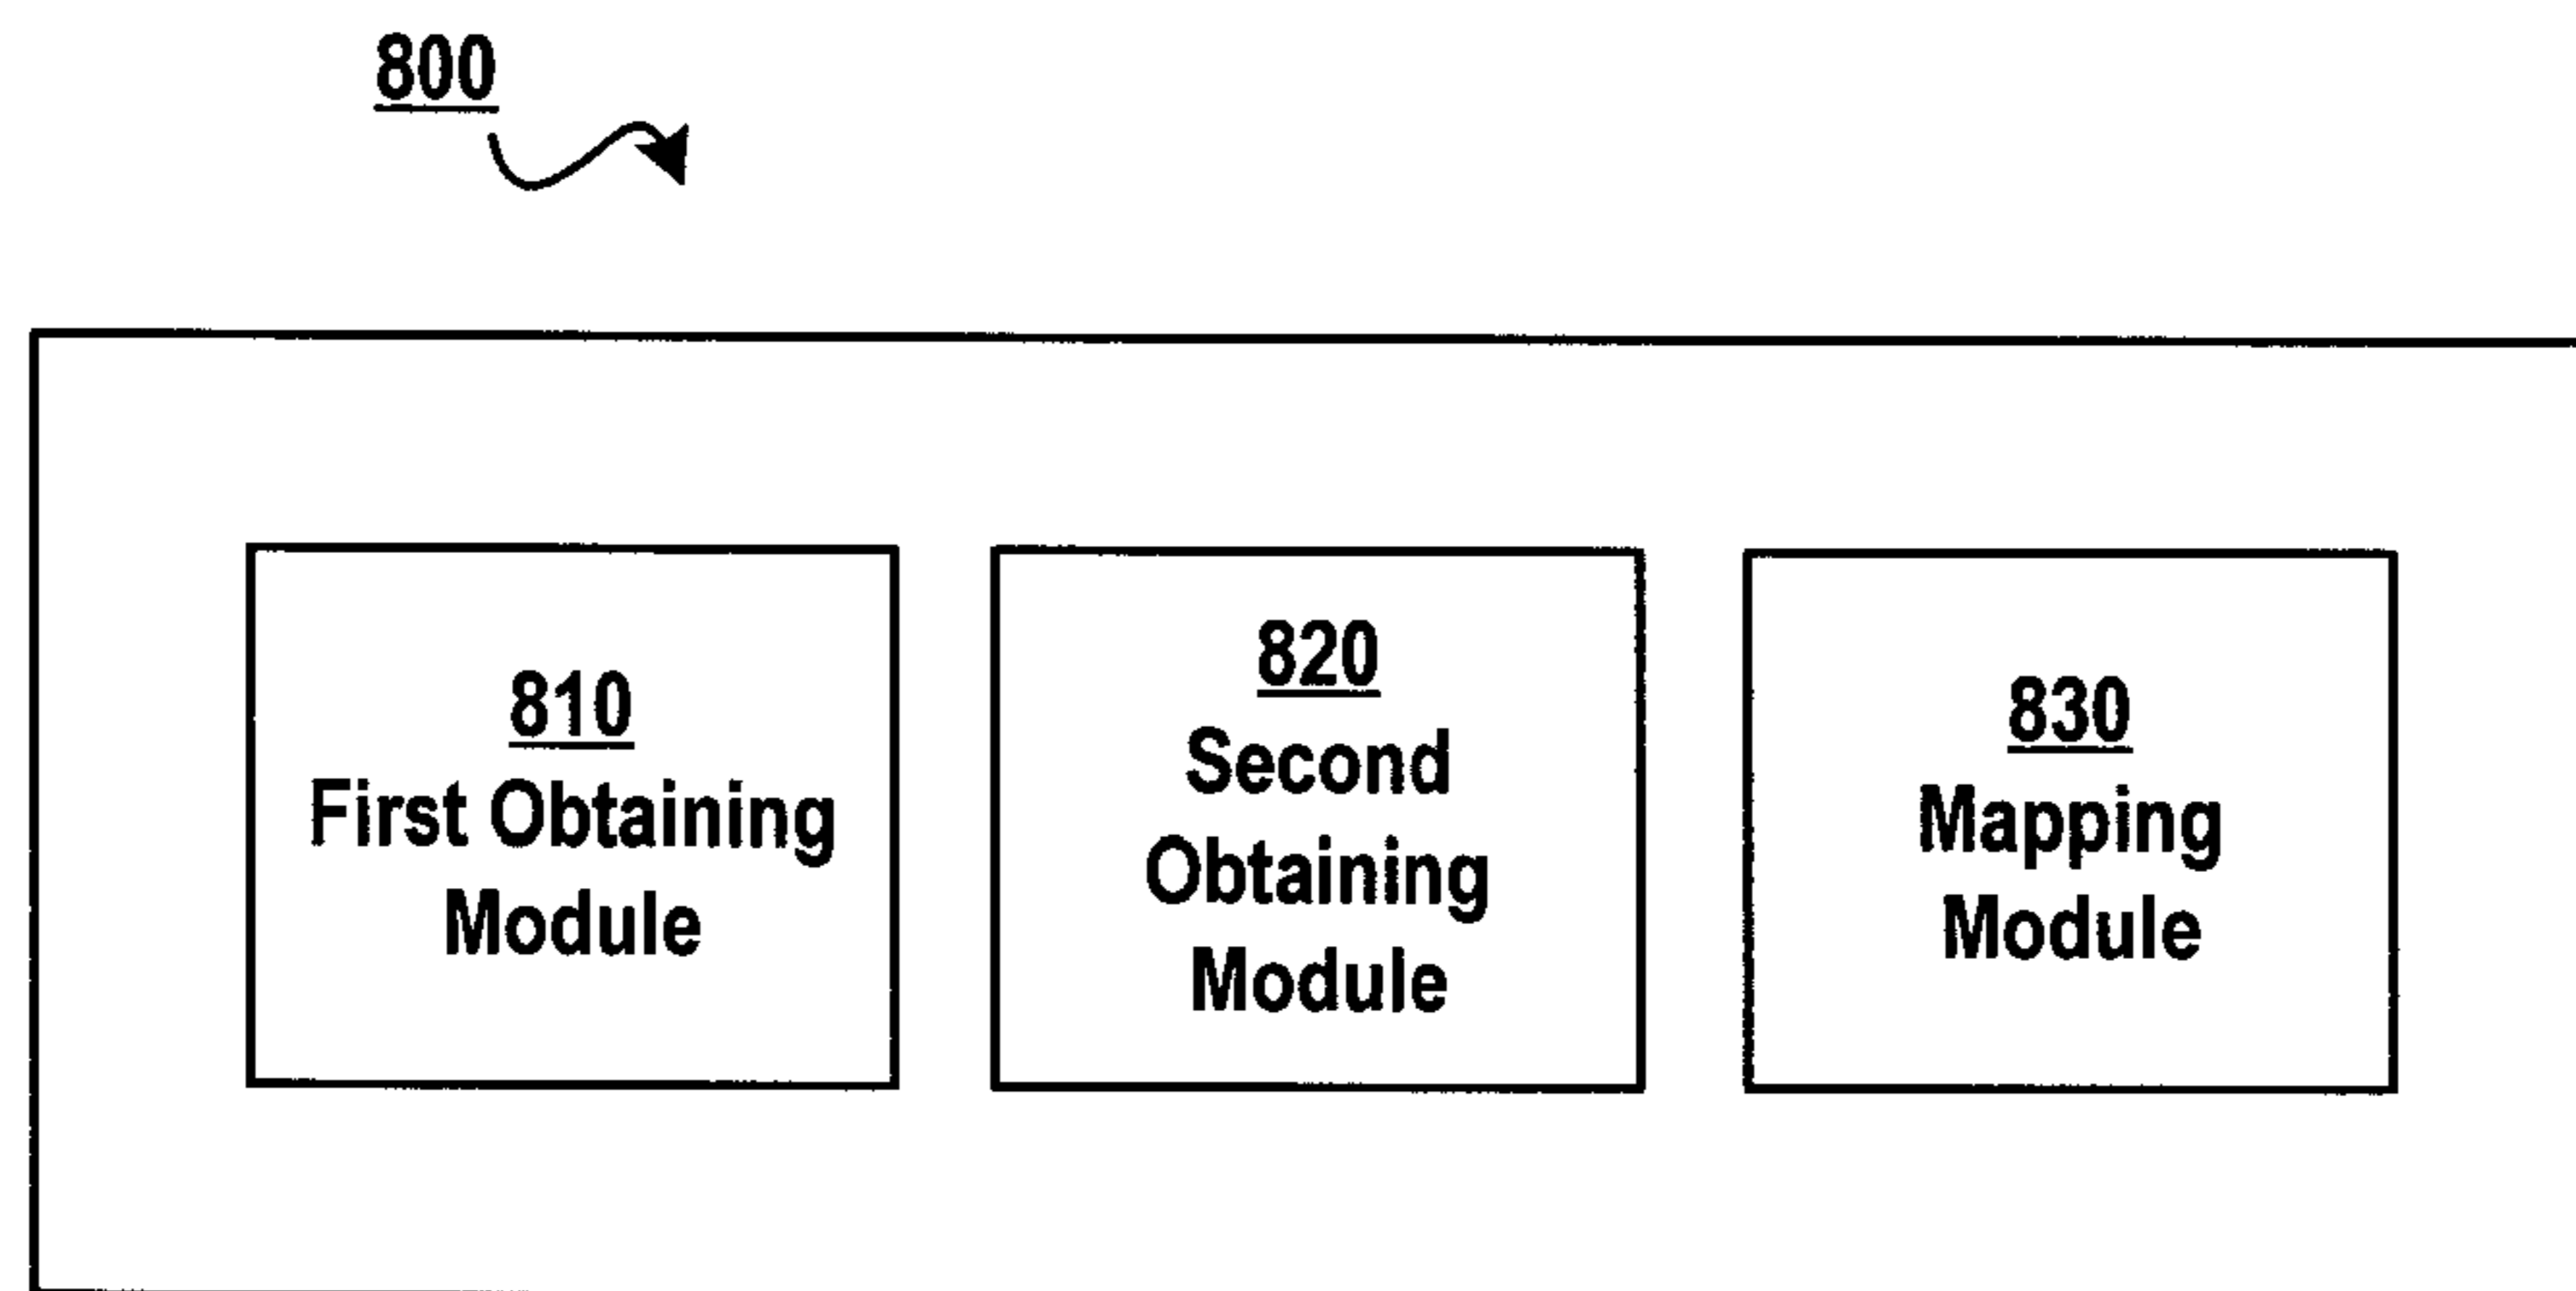 800
810
First Obtaining
Module
820
Second
Obtaining
Module
830
Mapping
Module